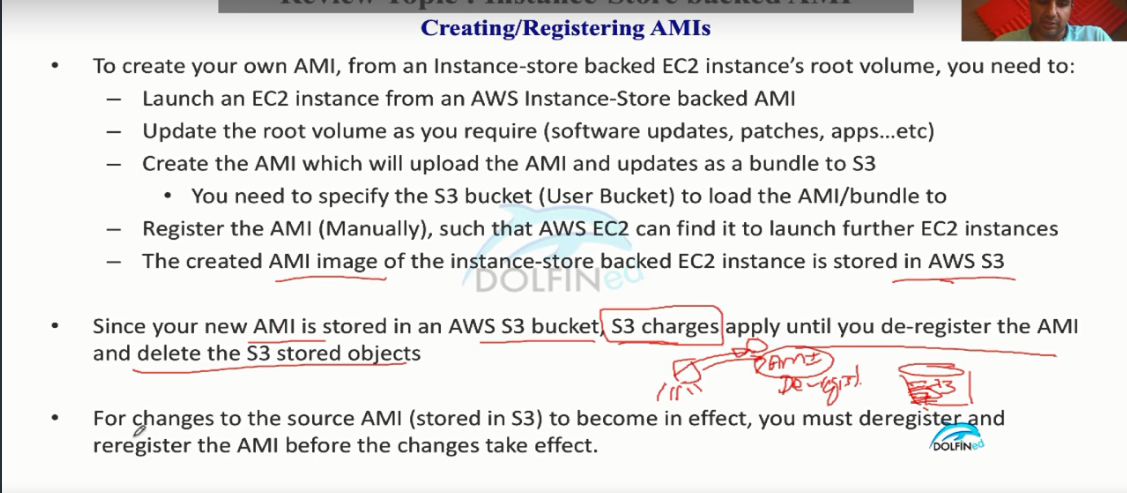 Review Topic : Instance Store backed AMI
Creating/Registering AMIs
• To create your own AMI, from an Instance-store backed EC2 instance's root volume, you need to:
– Launch an EC2 instance from an AWS Instance-Store backed AMI
– Update the root volume as you require (software updates, patches, apps...etc)
– Create the AMI which will upload the AMI and updates as a bundle to S3
• You need to specify the S3 bucket (User Bucket) to load the AMI/bundle to
– Register the AMI (Manually), such that AWS EC2 can find it to launch further EC2 instances
– The created AMI image of the instance-store backed EC2 instance is stored in AWS S3
DOLFINed
• Since your new AMI is stored in an AWS S3 bucket, S3 charges apply until you de-register the AMI
and delete the S3 stored objects
AMI
S3
• For changes to the source AMI (stored in S3) to become in effect, you must deregister and
reregister the AMI before the changes take effect.
DOLFINed